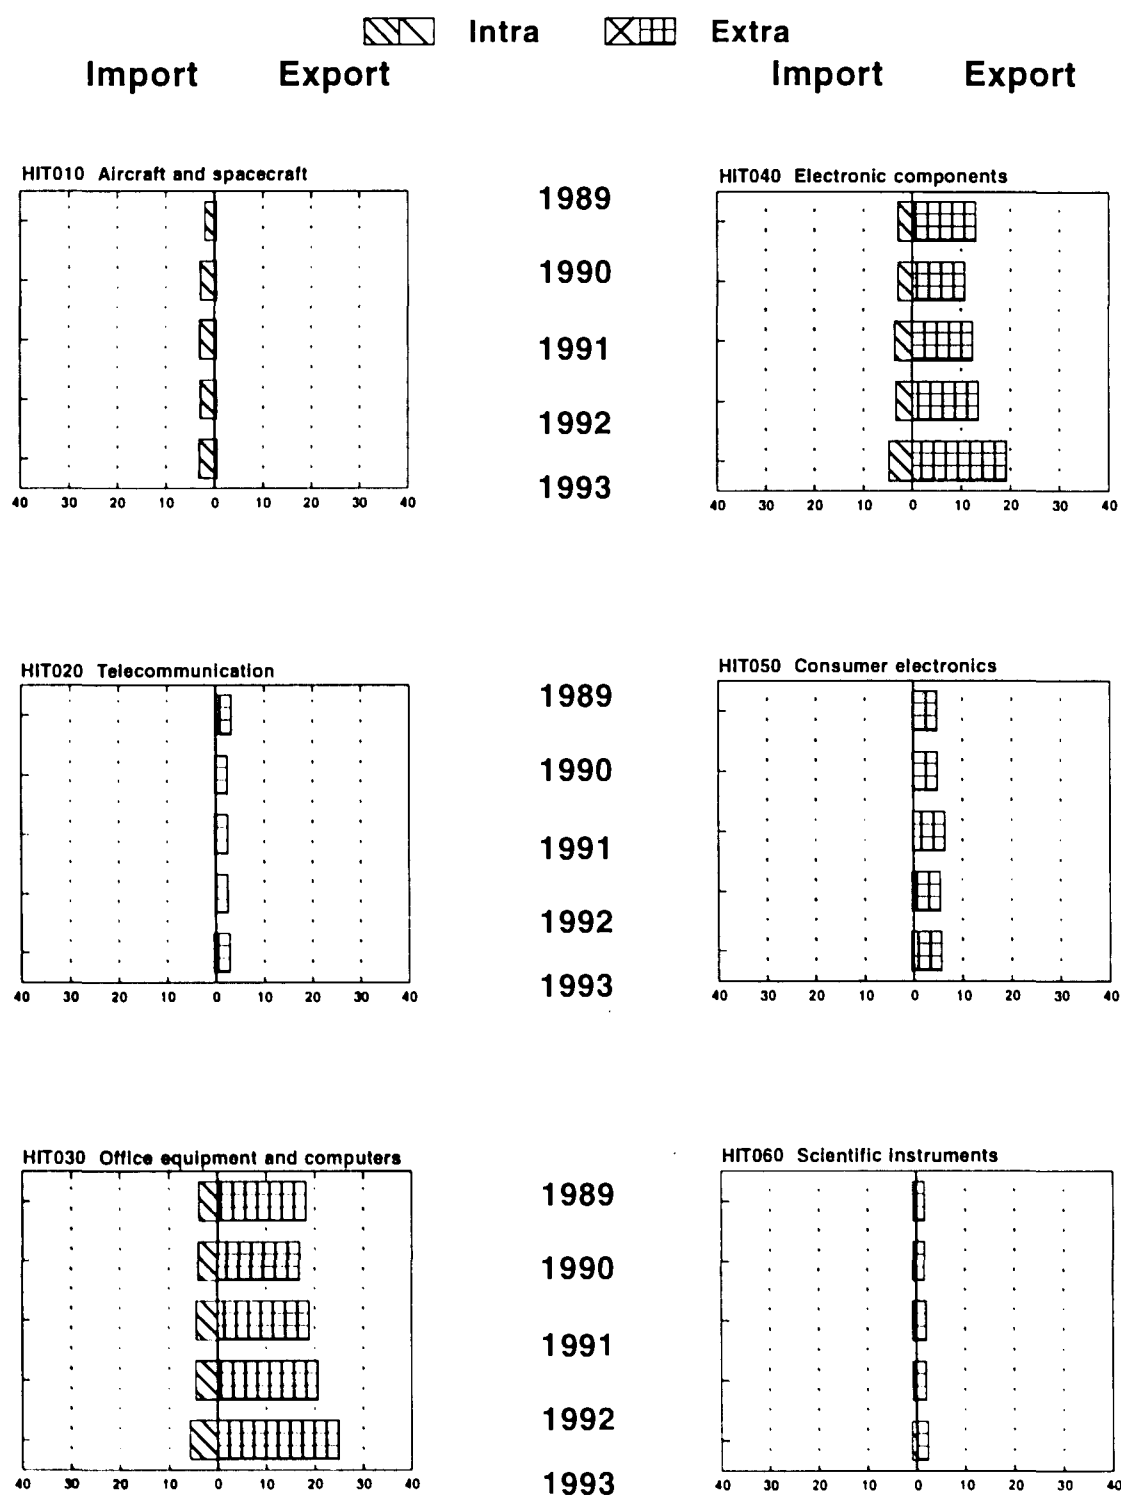 Intra Extra
Import Export Import Export
HIT010 Aircraft and spacecraft
40 30 20 10 0 10 20 30 40
1989
1990
1991
1992
1993
HIT040 Electronic components
40 30 20 10 0 10 20 30 40
HIT020 Telecommunication
40 30 20 10 0 10 20 30 40
1989
1990
1991
1992
1993
HIT050 Consumer electronics
40 30 20 10 0 10 20 30 40
HIT030 Office equipment and computers
40 30 20 10 0 10 20 30 40
1989
1990
1991
1992
1993
HIT060 Scientific instruments
40 30 20 10 0 10 20 30 40